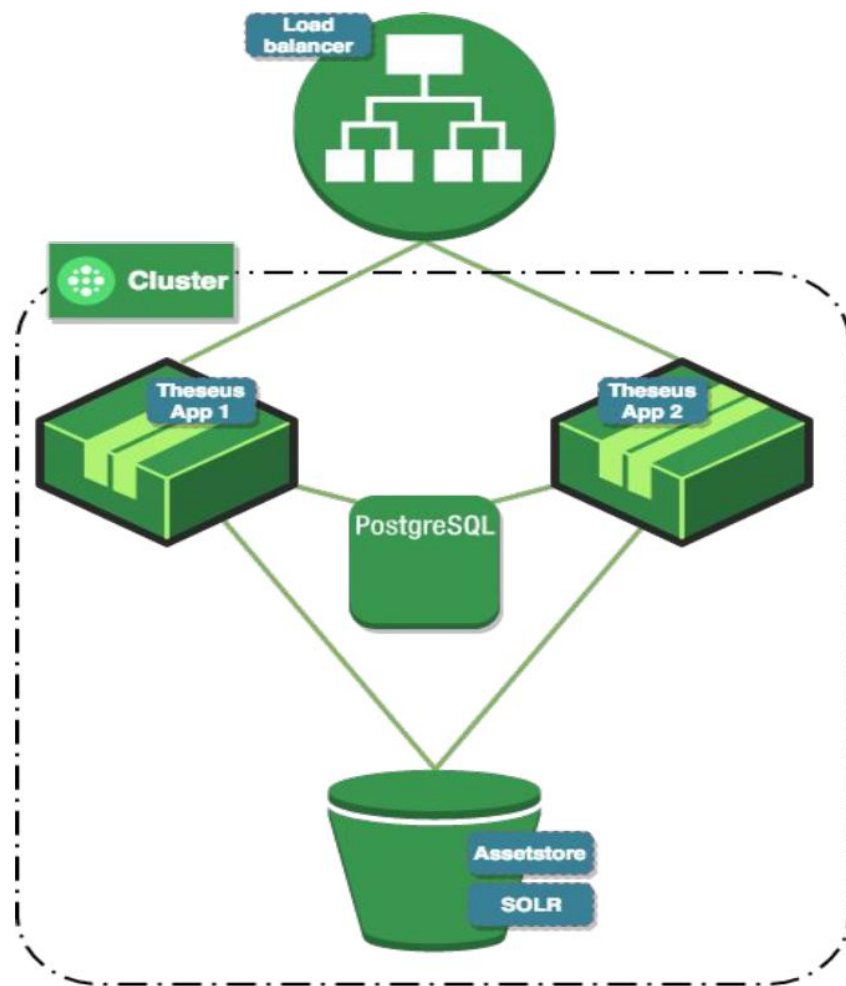 Load
balancer
Cluster
Theseus
App 1
Theseus
App 2
PostgreSQL
Assetstore
SOLR